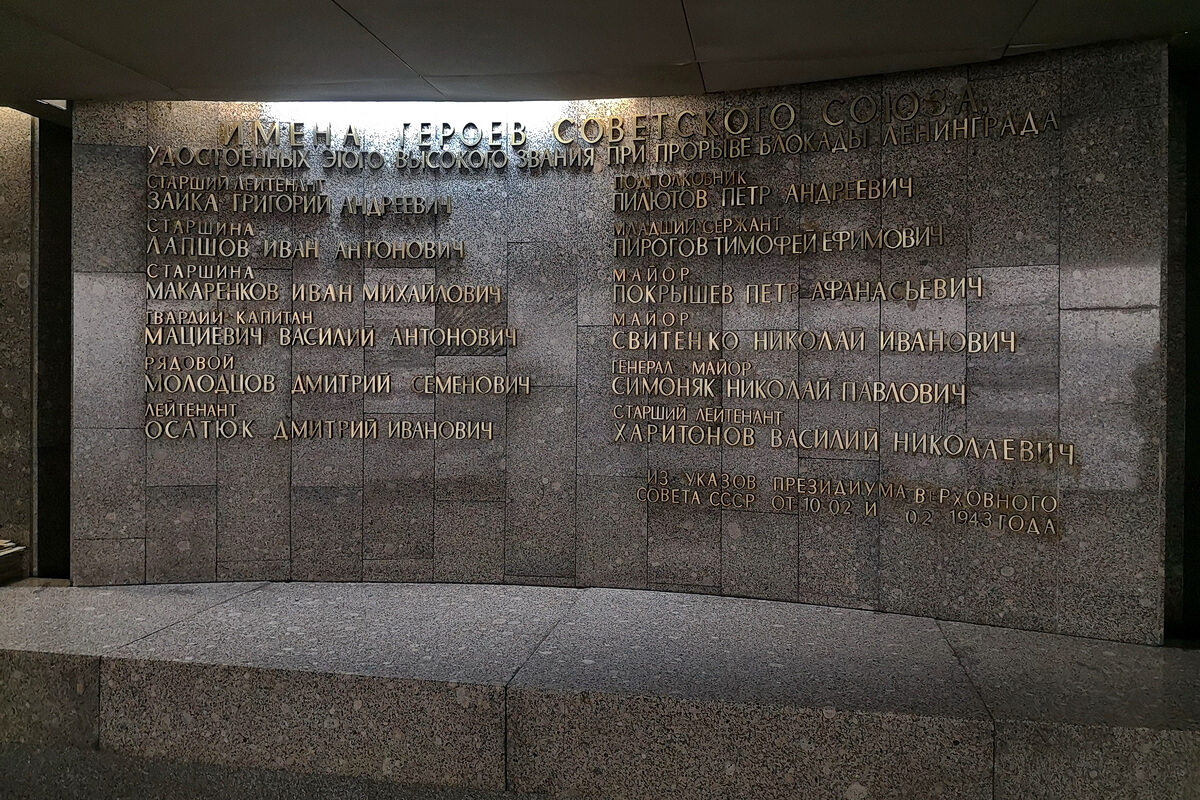 ИМЕНА ГЕРОЕВ СОВЕТСКОГО СОЮЗА,
УДОСТОЕННЫХ ЭТОГО ВЫСОКОГО ЗВАНИЯ ПРИ ПРОРЫВЕ БЛОКАДЫ ЛЕНИНГРАДА
СТАРШИЙ ЛЕЙТЕНАНТ
ЗАЙКА ГРИГОРИЙ АНДРЕЕВИЧ
СТАРШИНА
ЛАПШОВ ИВАН АНТОНОВИЧ
СТАРШИНА
МАКАРЕНКОВ ИВАН МИХАЙЛОВИЧ
ГВАРДИИ КАПИТАН
МАЦИЕВИЧ ВАСИЛИЙ АНТОНОВИЧ
РЯДОВОЙ
МОЛОДЦОВ ДМИТРИЙ СЕМЕНОВИЧ
ЛЕЙТЕНАНТ
ОСАТЮК ДМИТРИЙ ИВАНОВИЧ
ПОДПОЛКОВНИК
ПИЛЮТОВ ПЕТР АНДРЕЕВИЧ
МЛАДШИЙ СЕРЖАНТ
ПИРОГОВ ТИМОФЕЙ ЕФИМОВИЧ
МАЙОР
ПОКРЫШЕВ ПЕТР АФАНАСЬЕВИЧ
МАЙОР
СВИТЕНКО НИКОЛАЙ ИВАНОВИЧ
ГЕНЕРАЛ МАЙОР
СИМОНЯК НИКОЛАЙ ПАВЛОВИЧ
СТАРШИЙ ЛЕЙТЕНАНТ
ХАРИТОНОВ ВАСИЛИЙ НИКОЛАЕВИЧ
ИЗ УКАЗОВ ПРЕЗИДИУМА ВЕРХОВНОГО
СОВЕТА СССР ОТ 10 02 И 02 1943 ГОДА